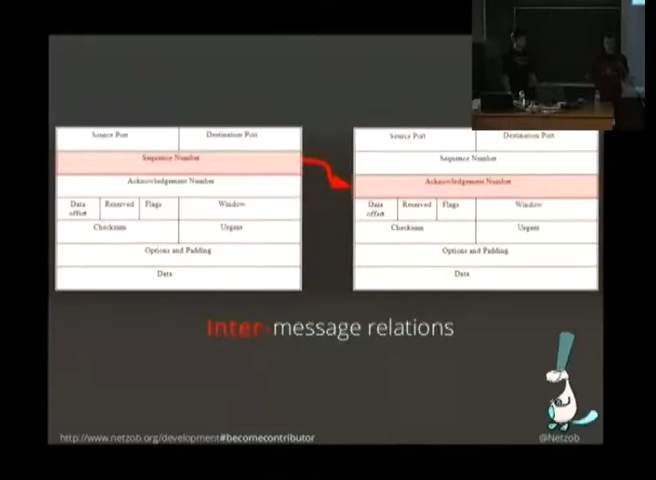 Source Port Destination Port
Sequence Number
Acknowledgement Number
Data offset Reserved Flags Window
Checksum Urgent
Options and Padding
Data
Source Port Destination Port
Sequence Number
Acknowledgement Number
Data offset Reserved Flags Window
Checksum Urgent
Options and Padding
Data
Inter-message relations
http://www.netzob.org/development#becomecontributor
@Netzob